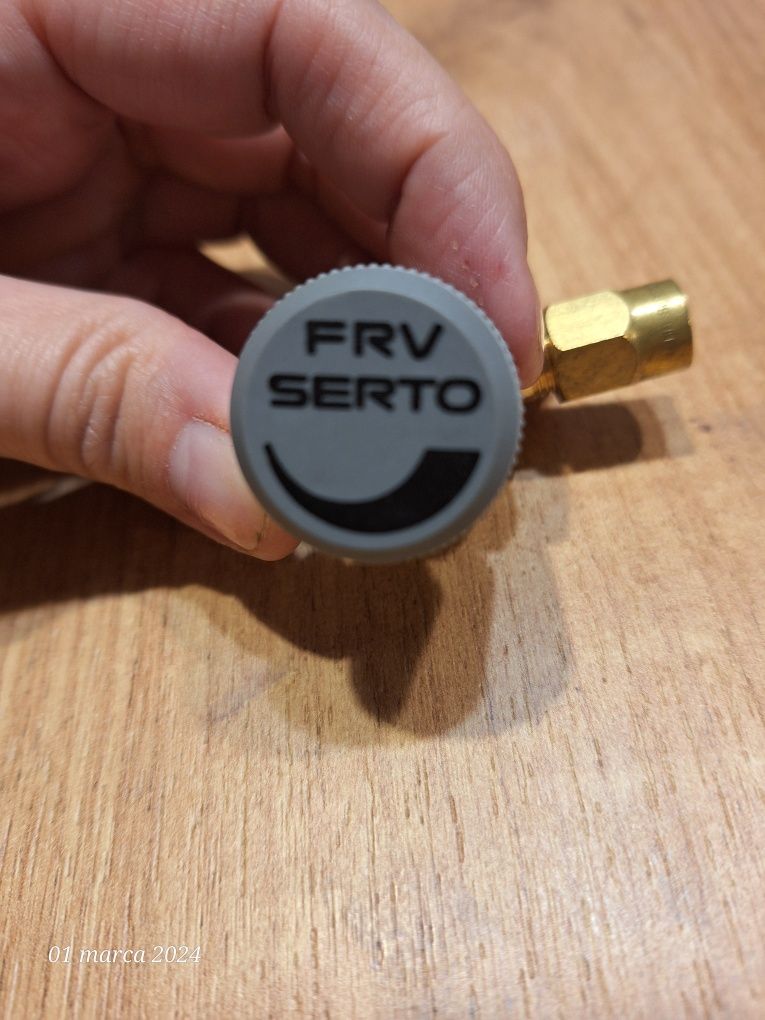 FRV
SERTO
01 marca 2024